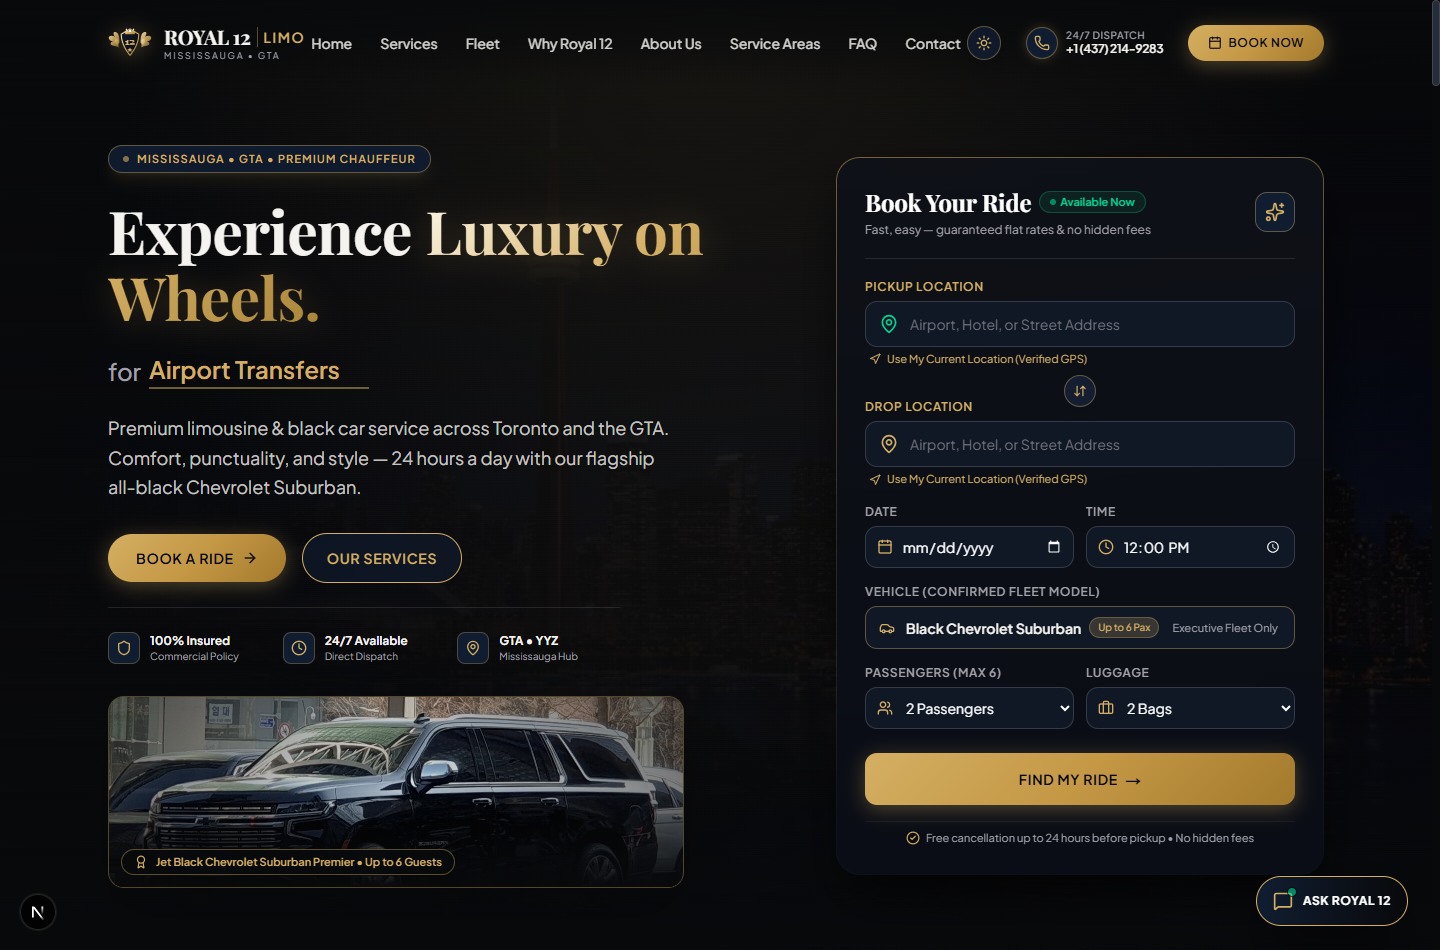 ROYAL 12 | LIMO
MISSISSAUGA • GTA
Home Services Fleet Why Royal 12 About Us Service Areas FAQ Contact
24/7 DISPATCH
+1 (437) 214-9283
BOOK NOW
MISSISSAUGA • GTA • PREMIUM CHAUFFEUR
Experience Luxury on
Wheels.
for Airport Transfers
Premium limousine & black car service across Toronto and the GTA.
Comfort, punctuality, and style — 24 hours a day with our flagship
all-black Chevrolet Suburban.
BOOK A RIDE →
OUR SERVICES
100% Insured
Commercial Policy
24/7 Available
Direct Dispatch
GTA • YYZ
Mississauga Hub
Jet Black Chevrolet Suburban Premier • Up to 6 Guests
Book Your Ride
Available Now
Fast, easy — guaranteed flat rates & no hidden fees
PICKUP LOCATION
Airport, Hotel, or Street Address
Use My Current Location (Verified GPS)
DROP LOCATION
Airport, Hotel, or Street Address
Use My Current Location (Verified GPS)
DATE
mm/dd/yyyy
TIME
12:00 PM
VEHICLE (CONFIRMED FLEET MODEL)
Black Chevrolet Suburban Up to 6 Pax Executive Fleet Only
PASSENGERS (MAX 6)
2 Passengers
LUGGAGE
2 Bags
FIND MY RIDE →
Free cancellation up to 24 hours before pickup • No hidden fees
N
ASK ROYAL 12